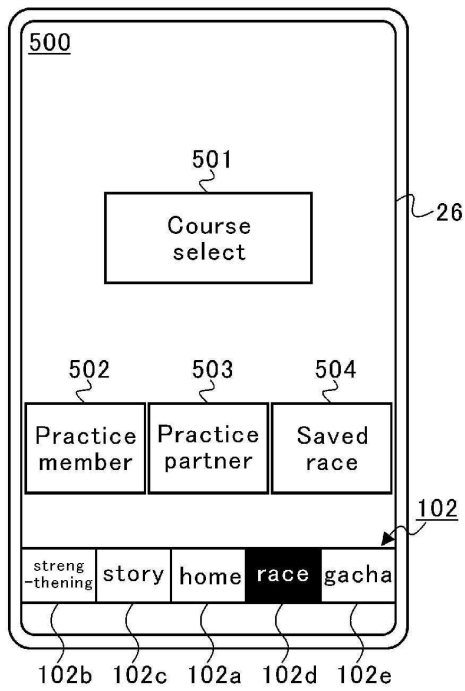 500
501
Course
select
26
502 503 504
Practice
member
Practice
partner
Saved
race
102
streng
-thening
story
home
race
gacha
102b 102c 102a 102d 102e